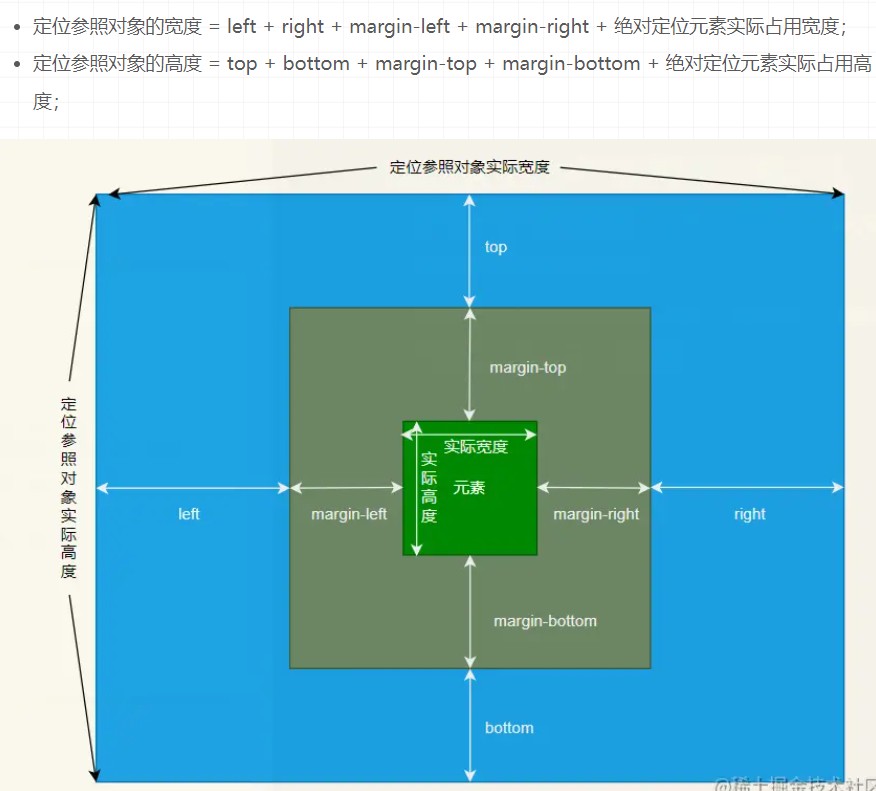 定位参照对象的宽度 = left + right + margin-left + margin-right + 绝对定位元素实际占用宽度；
定位参照对象的高度 = top + bottom + margin-top + margin-bottom + 绝对定位元素实际占用高
度；
定位参照对象实际宽度
top
margin-top
定位参照对象实际高度
实际宽度
实际高度
元素
left
margin-left
margin-right
right
margin-bottom
bottom
@稀土掘金技术社区